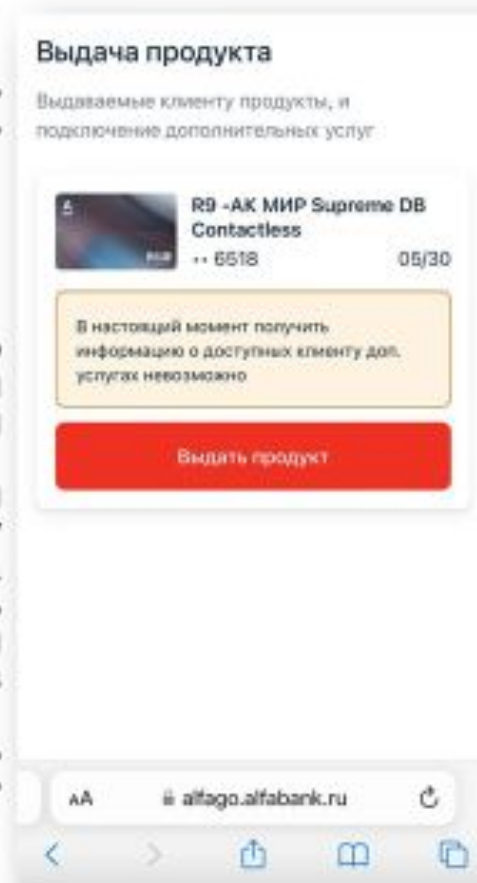 Выдача продукта
Выдаваемые клиенту продукты, и
подключение дополнительных услуг
R9 -АК МИР Supreme DB
Contactless
·· 6518 05/30
В настоящий момент получить
информацию о доступных клиенту доп.
услугах невозможно
Выдать продукт
AA alfago.alfabank.ru